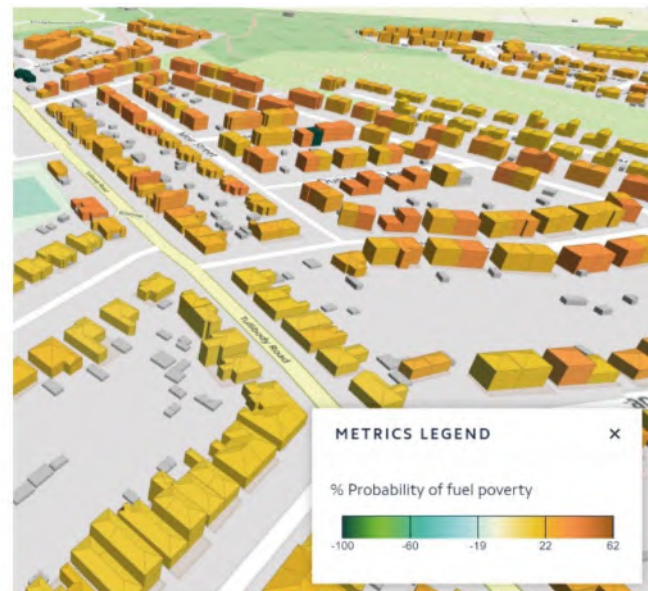 Tullibody Road
METRICS LEGEND ×
% Probability of fuel poverty
-100 -60 -19 22 62